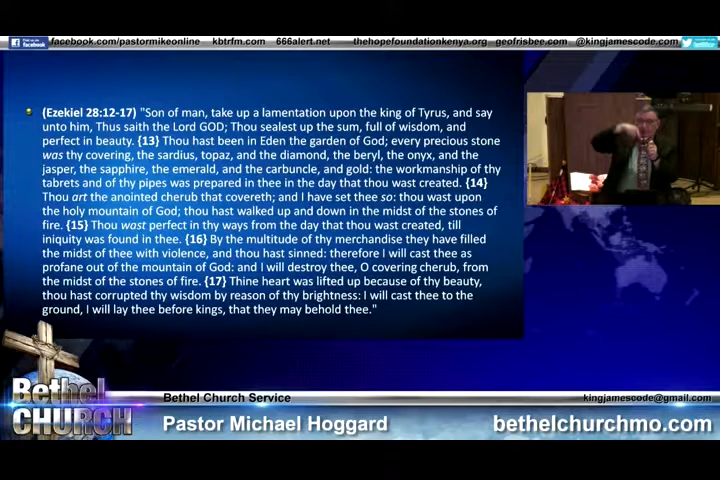 facebook.com/pastormikeonline kbtrfm.com 666alert.net thehopefoundationkenya.org geofrisbee.com @kingjamescode.com
(Ezekiel 28:12-17) "Son of man, take up a lamentation upon the king of Tyrus, and say
unto him, Thus saith the Lord GOD; Thou sealest up the sum, full of wisdom, and
perfect in beauty. {13} Thou hast been in Eden the garden of God; every precious stone
was thy covering, the sardius, topaz, and the diamond, the beryl, the onyx, and the
jasper, the sapphire, the emerald, and the carbuncle, and gold: the workmanship of thy
tabrets and of thy pipes was prepared in thee in the day that thou wast created. {14}
Thou art the anointed cherub that covereth; and I have set thee so: thou wast upon
the holy mountain of God; thou hast walked up and down in the midst of the stones of
fire. {15} Thou wast perfect in thy ways from the day that thou wast created, till
iniquity was found in thee. {16} By the multitude of thy merchandise they have filled
the midst of thee with violence, and thou hast sinned: therefore I will cast thee as
profane out of the mountain of God: and I will destroy thee, O covering cherub, from
the midst of the stones of fire. {17} Thine heart was lifted up because of thy beauty,
thou hast corrupted thy wisdom by reason of thy brightness: I will cast thee to the
ground, I will lay thee before kings, that they may behold thee."
Bethel
CHURCH
Bethel Church Service kingjamescode@gmail.com
Pastor Michael Hoggard bethelchurchmo.com